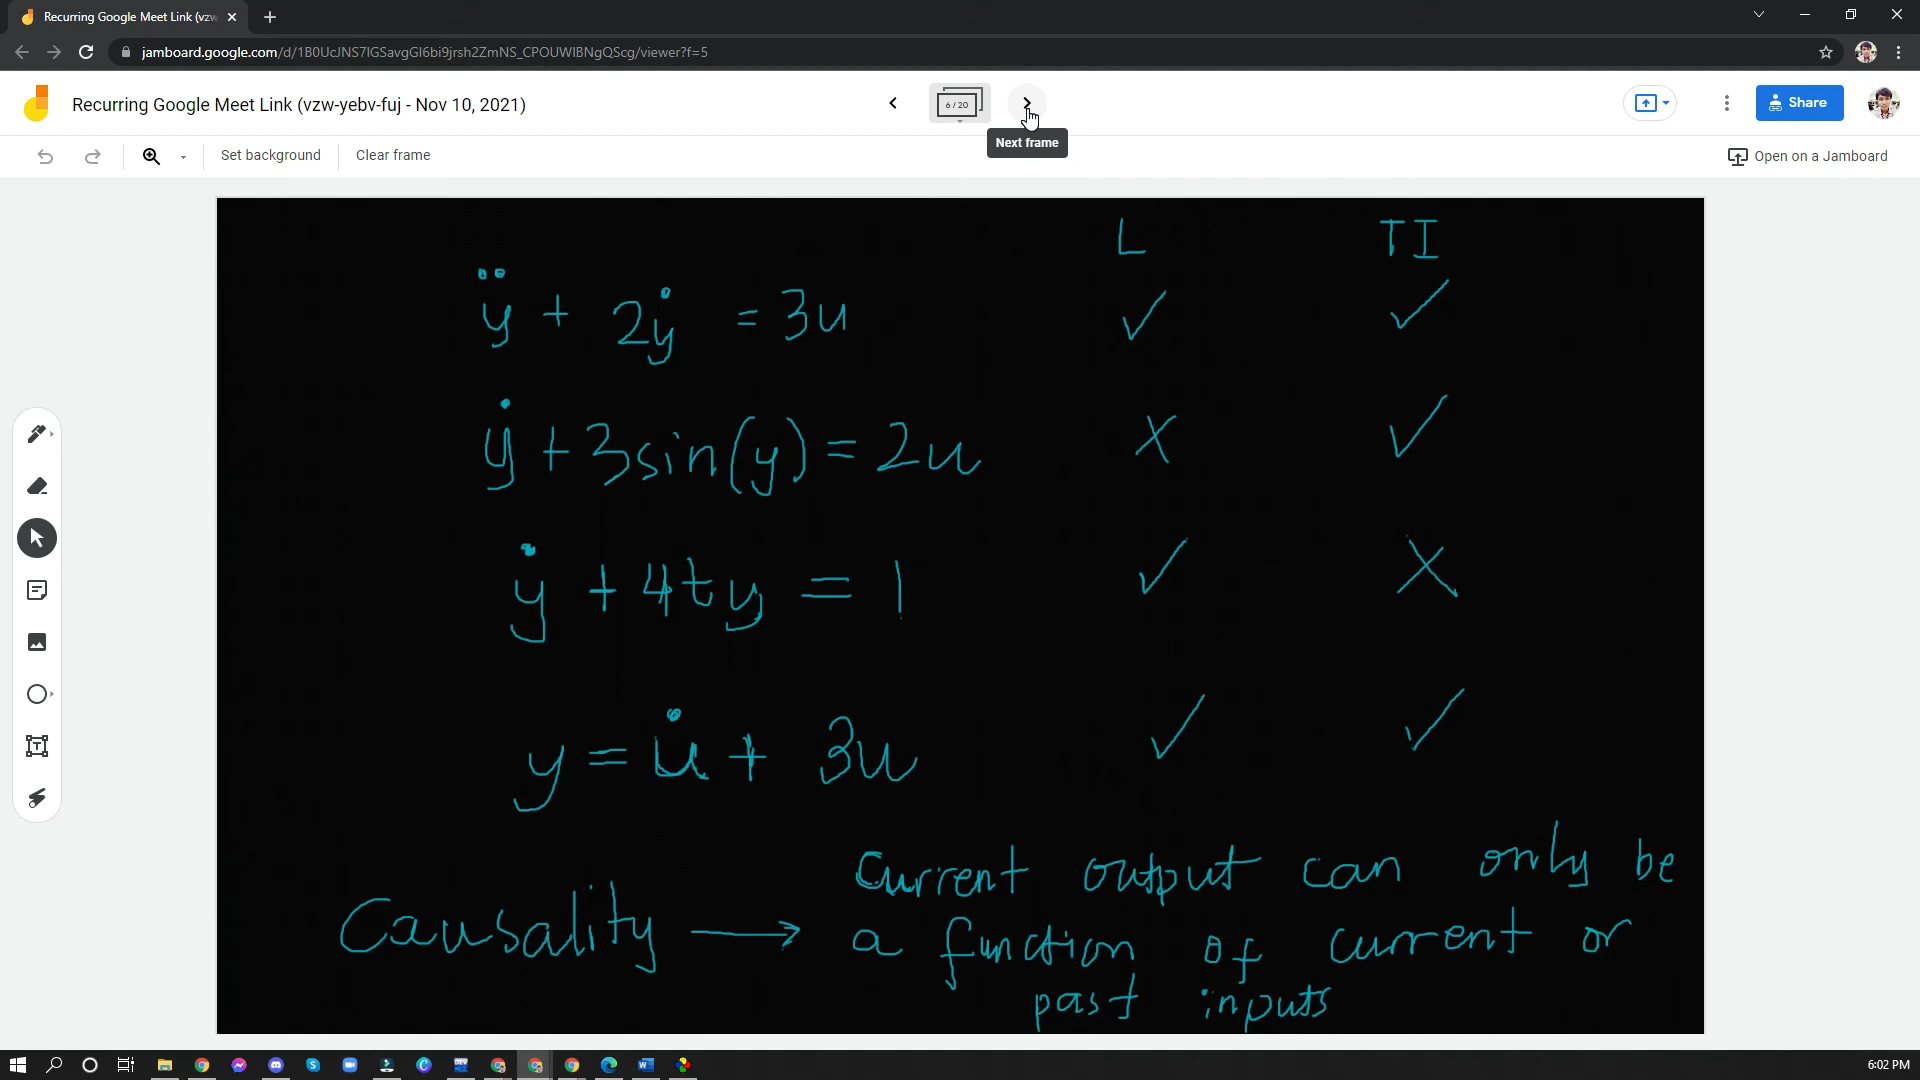 Recurring Google Meet Link (vzw
jamboard.google.com/d/1B0UcJNS7IGSavgGI6bi9jrsh2ZmNS_CPOUWlBNgQScg/viewer?f=5
Recurring Google Meet Link (vzw-yebv-fuj - Nov 10, 2021)
6 / 20
Share
Next frame
Set background
Clear frame
Open on a Jamboard
L TI
ÿ + 2ẏ = 3u ✓ ✓
ẏ + 3sin(y) = 2u X ✓
ẏ + 4ty = 1 ✓ X
y = u̇ + 3u ✓ ✓
Causality → Current output can only be
a function of current or
past inputs
6:02 PM